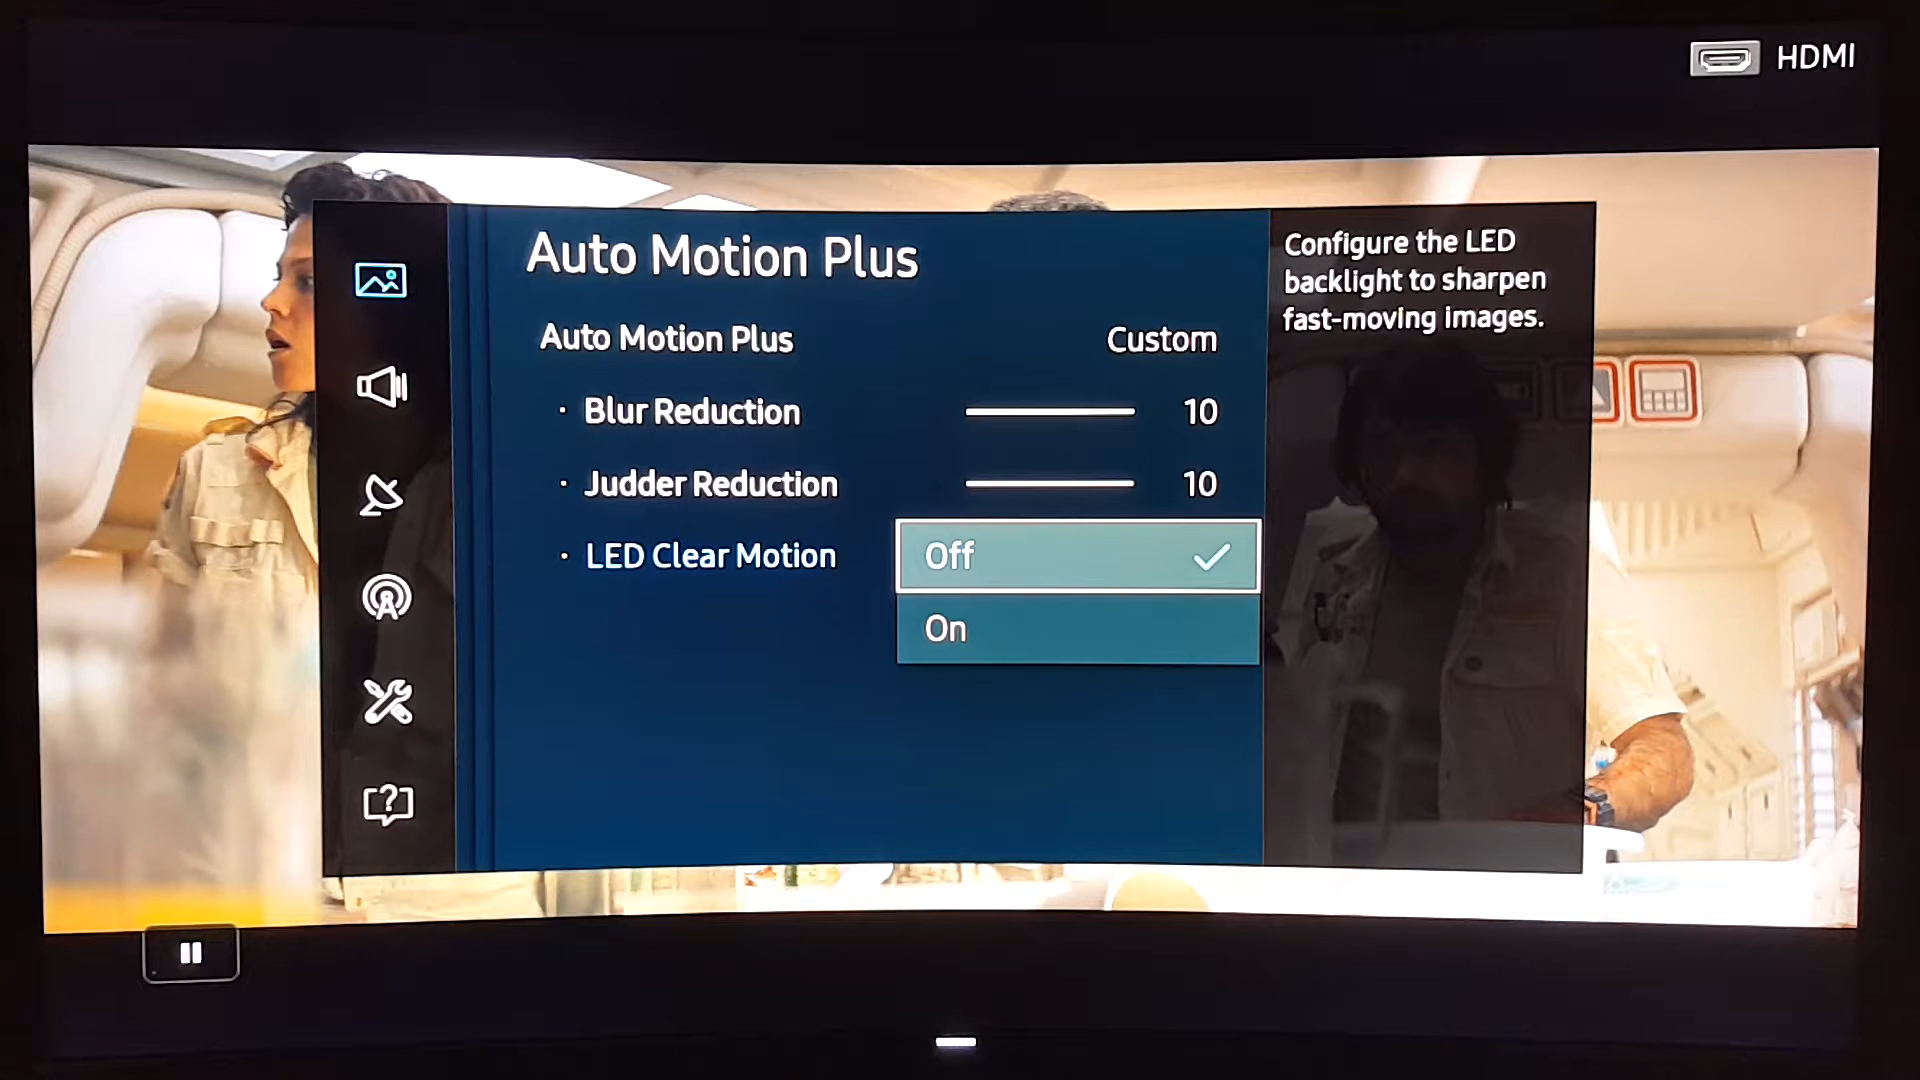 HDMI
Auto Motion Plus
Auto Motion Plus Custom
· Blur Reduction 10
· Judder Reduction 10
· LED Clear Motion Off
On
Configure the LED
backlight to sharpen
fast-moving images.